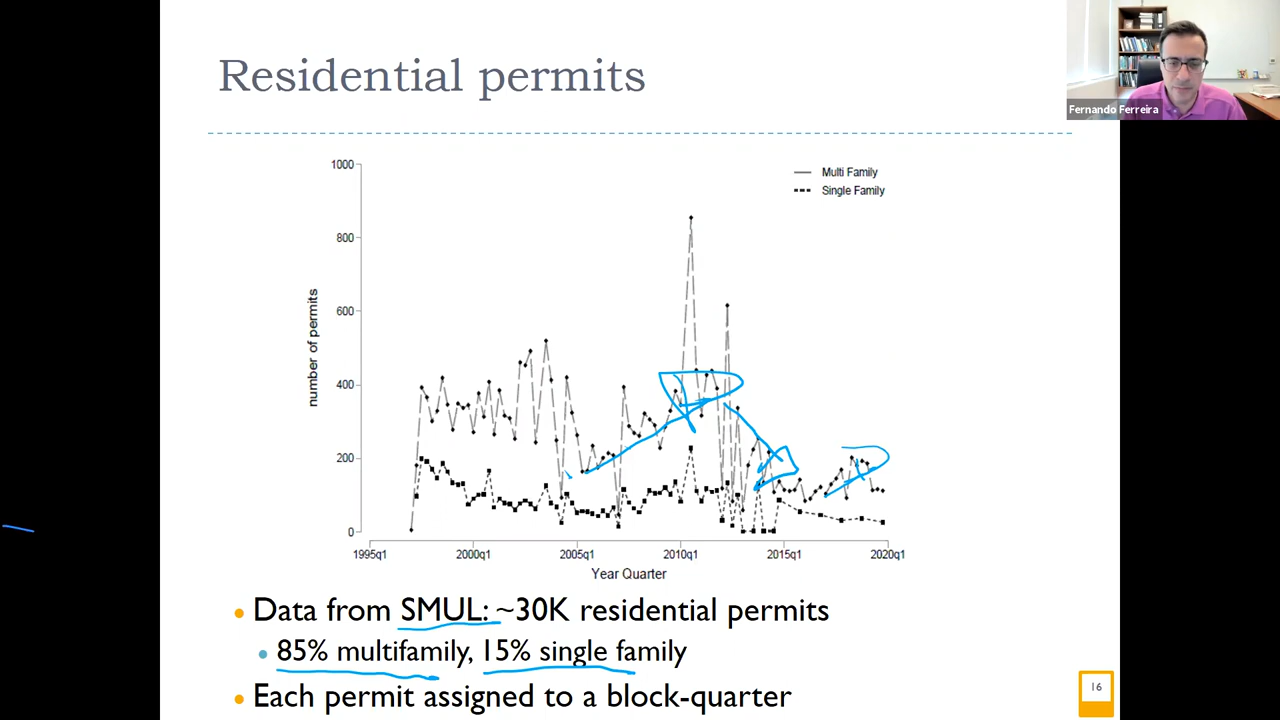 Residential permits
Fernando Ferreira
1000
800
600
400
200
0
number of permits
Multi Family
Single Family
1995q1 2000q1 2005q1 2010q1 2015q1 2020q1
Year Quarter
• Data from SMUL: ~30K residential permits
• 85% multifamily, 15% single family
• Each permit assigned to a block-quarter
16